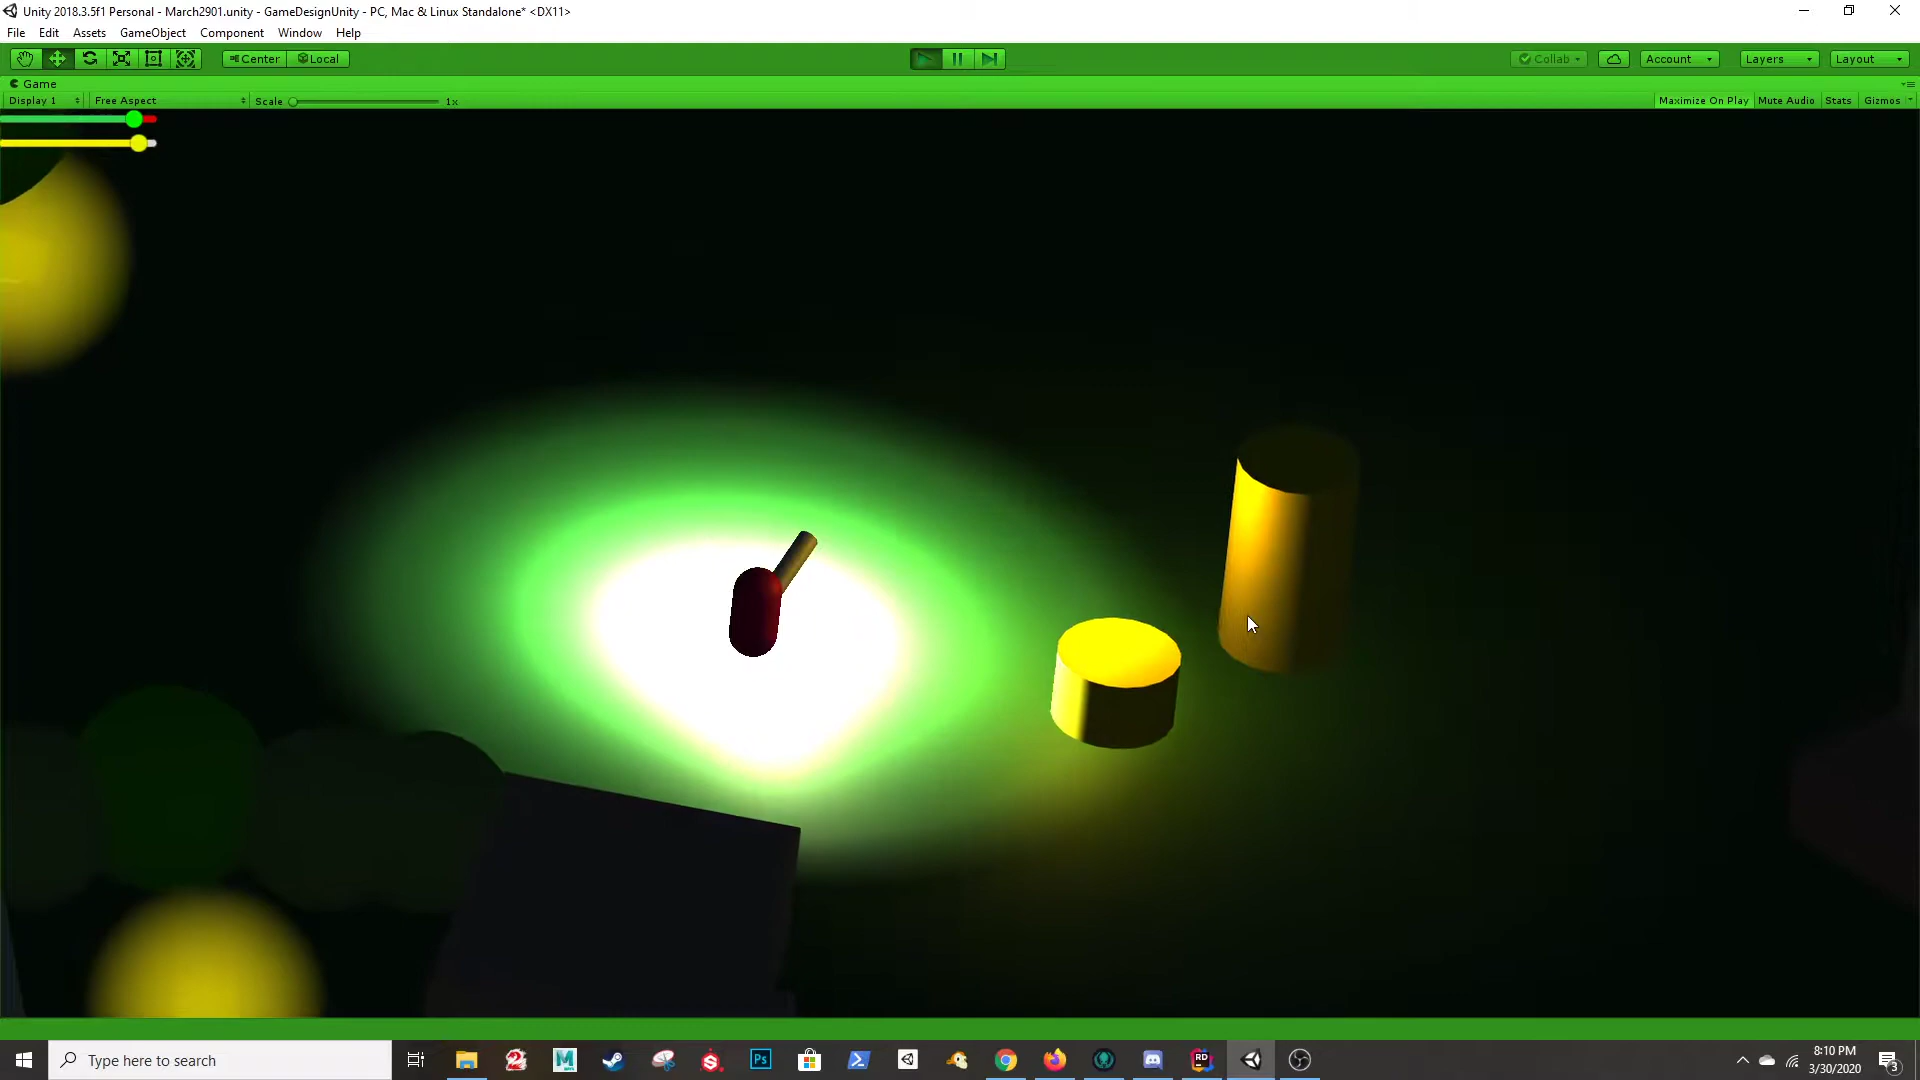 Unity 2018.3.5f1 Personal - March2901.unity - GameDesignUnity - PC, Mac & Linux Standalone* <DX11>
File Edit Assets GameObject Component Window Help
Center Local Collab Account Layers Layout
Game
Display 1 Free Aspect Scale 1x Maximize On Play Mute Audio Stats Gizmos
Type here to search
8:10 PM
3/30/2020